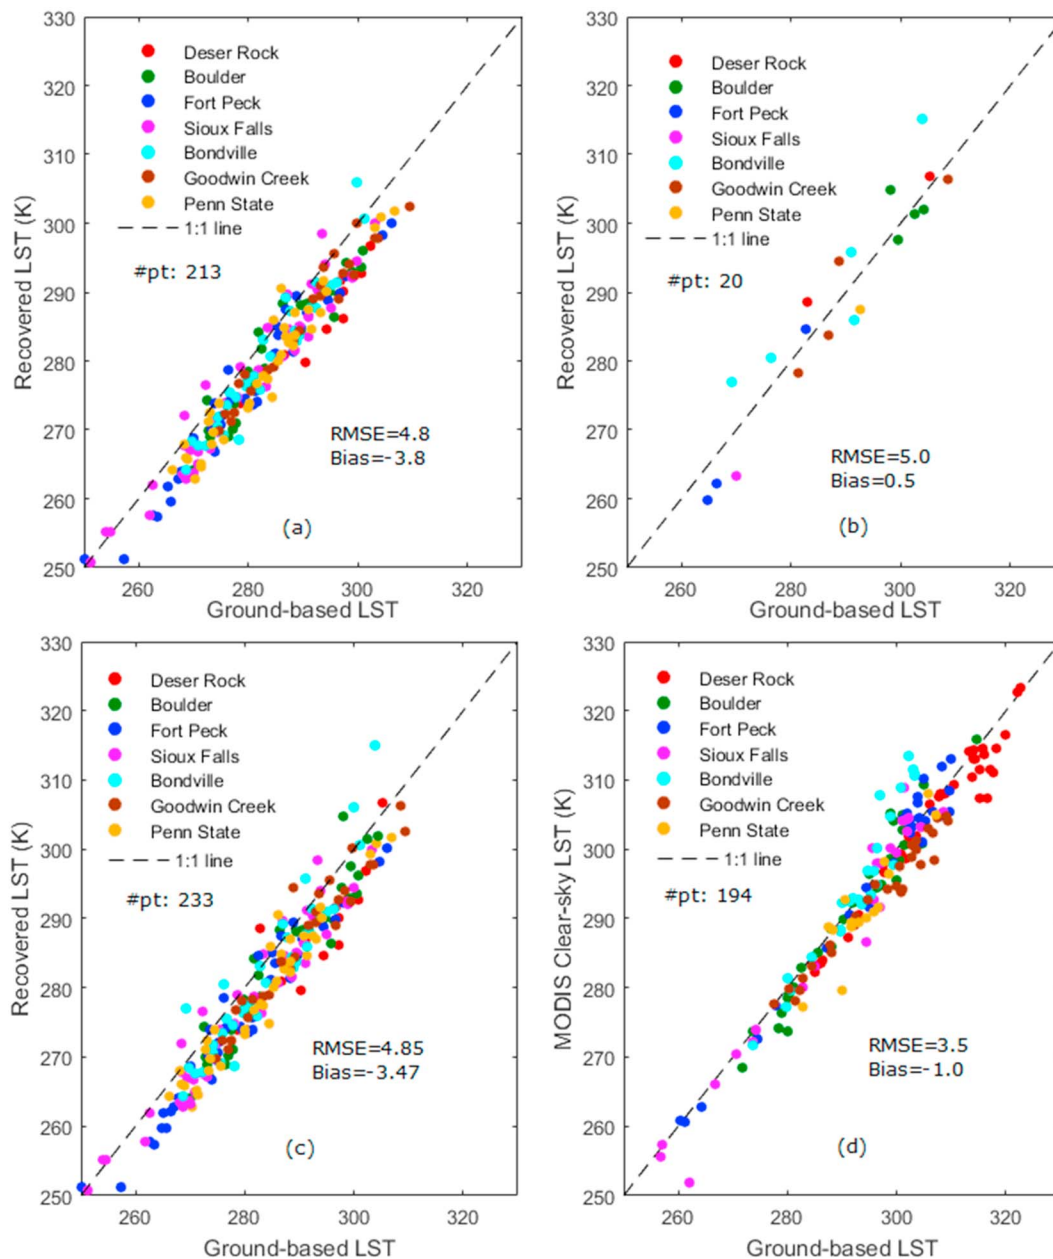 330
320
310
300
290
280
270
260
250
Recovered LST (K)
Deser Rock
Boulder
Fort Peck
Sioux Falls
Bondville
Goodwin Creek
Penn State
1:1 line
#pt: 213
RMSE=4.8
Bias=-3.8
(a)
260 280 300 320
Ground-based LST
330
320
310
300
290
280
270
260
250
Recovered LST (K)
Deser Rock
Boulder
Fort Peck
Sioux Falls
Bondville
Goodwin Creek
Penn State
1:1 line
#pt: 20
RMSE=5.0
Bias=0.5
(b)
260 280 300 320
Ground-based LST
330
320
310
300
290
280
270
260
250
Recovered LST (K)
Deser Rock
Boulder
Fort Peck
Sioux Falls
Bondville
Goodwin Creek
Penn State
1:1 line
#pt: 233
RMSE=4.85
Bias=-3.47
(c)
260 280 300 320
Ground-based LST
330
320
310
300
290
280
270
260
250
MODIS Clear-sky LST (K)
Deser Rock
Boulder
Fort Peck
Sioux Falls
Bondville
Goodwin Creek
Penn State
1:1 line
#pt: 194
RMSE=3.5
Bias=-1.0
(d)
260 280 300 320
Ground-based LST